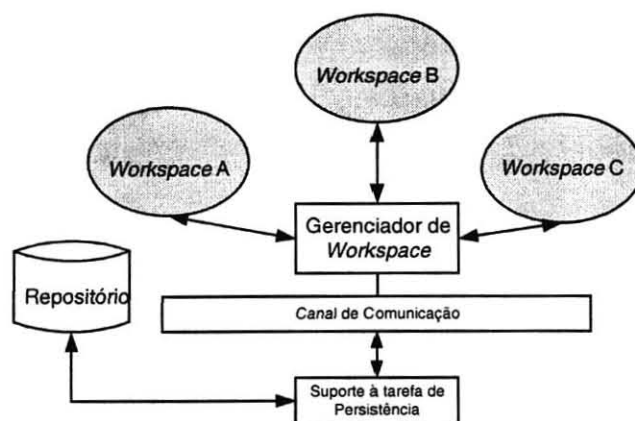 Workspace B
Workspace A
Workspace C
Gerenciador de
Workspace
Repositório
Canal de Comunicação
Suporte à tarefa de
Persistência